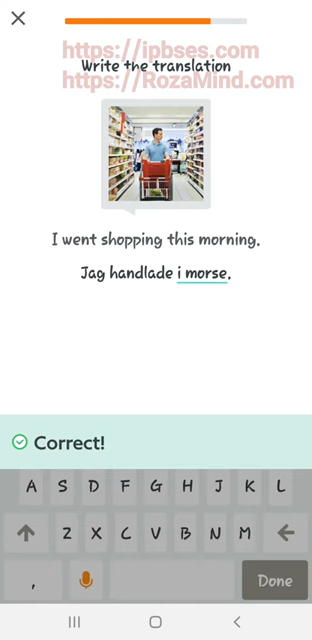 https://ipbses.com
Write the translation
https://RozaMind.com
I went shopping this morning.
Jag handlade i morse.
Correct!
A S D F G H J K L
Z X C V B N M
,
Done